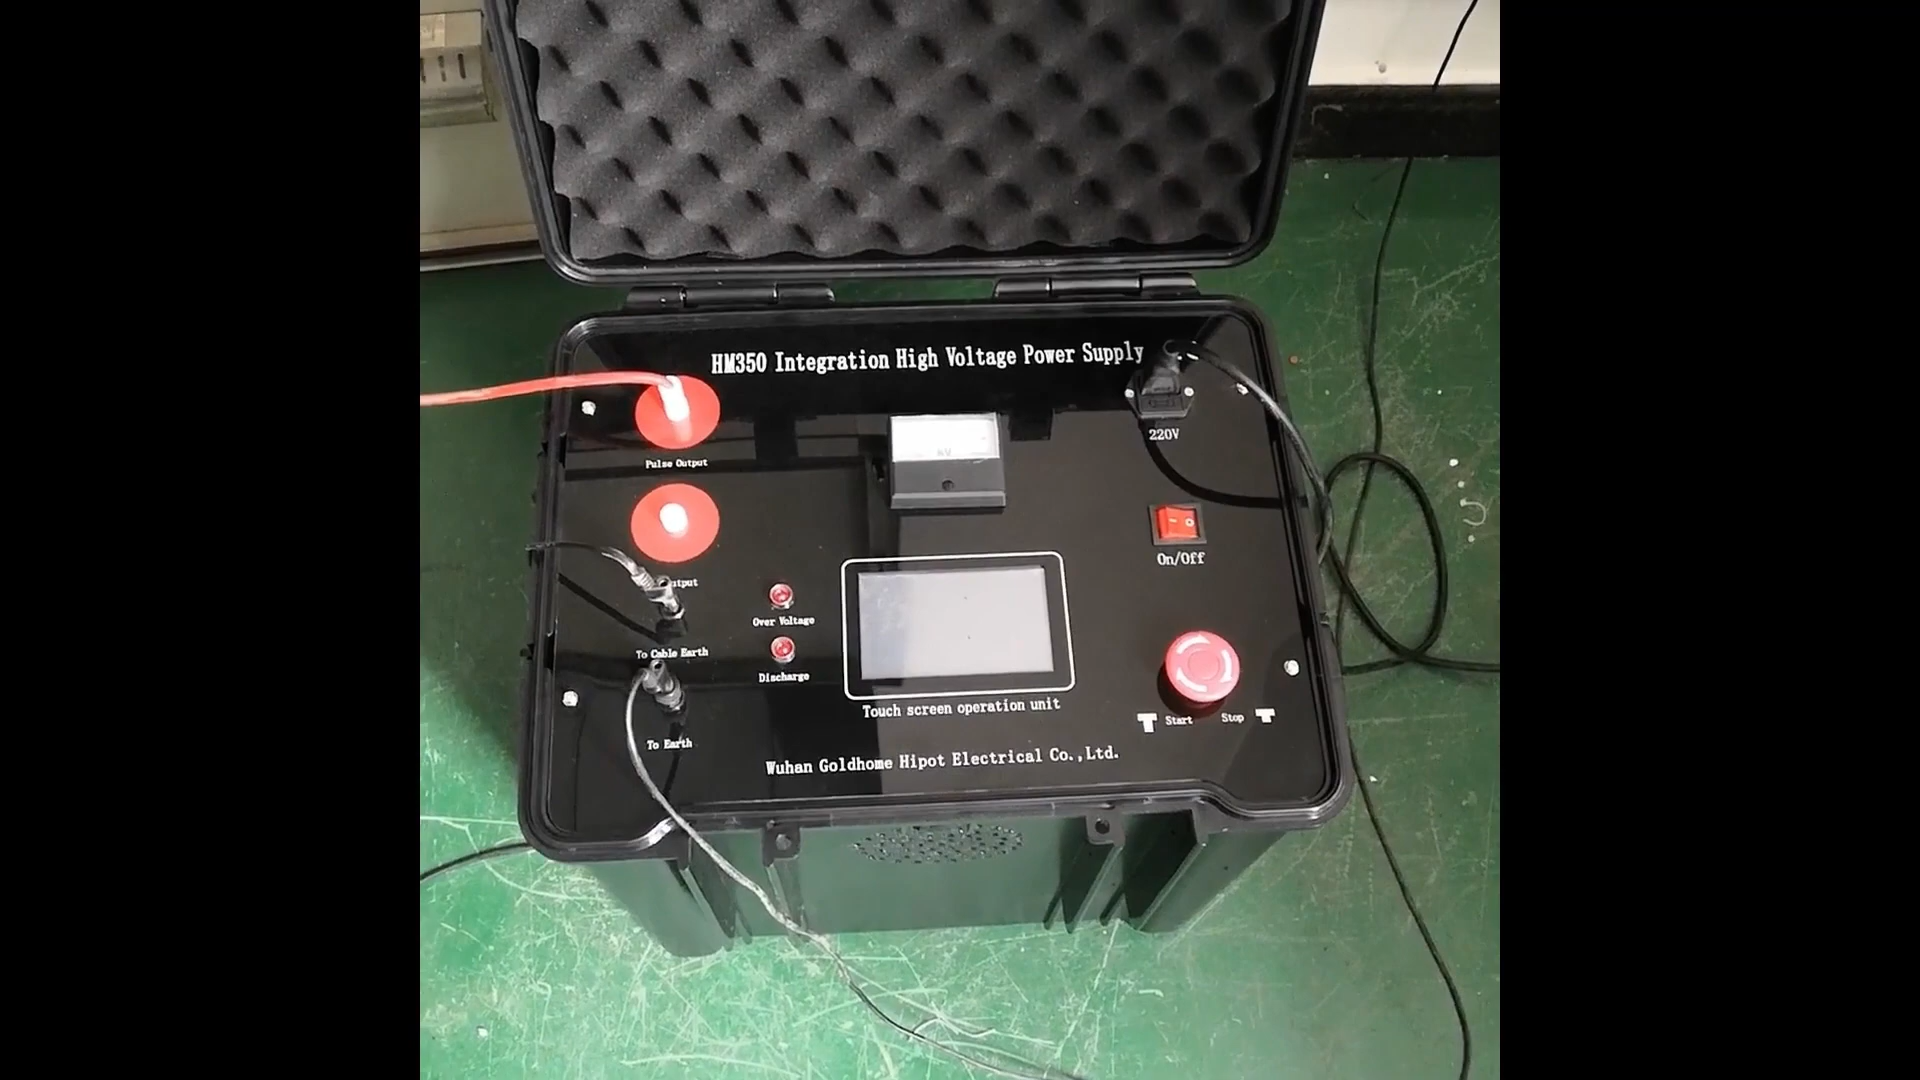 HM350 Integration High Voltage Power Supply
Pulse Output
kV
220V
On/Off
To Cable Earth
Over Voltage
Discharge
To Earth
Touch screen operation unit
Start Stop
Wuhan Goldhome Hipot Electrical Co.,Ltd.